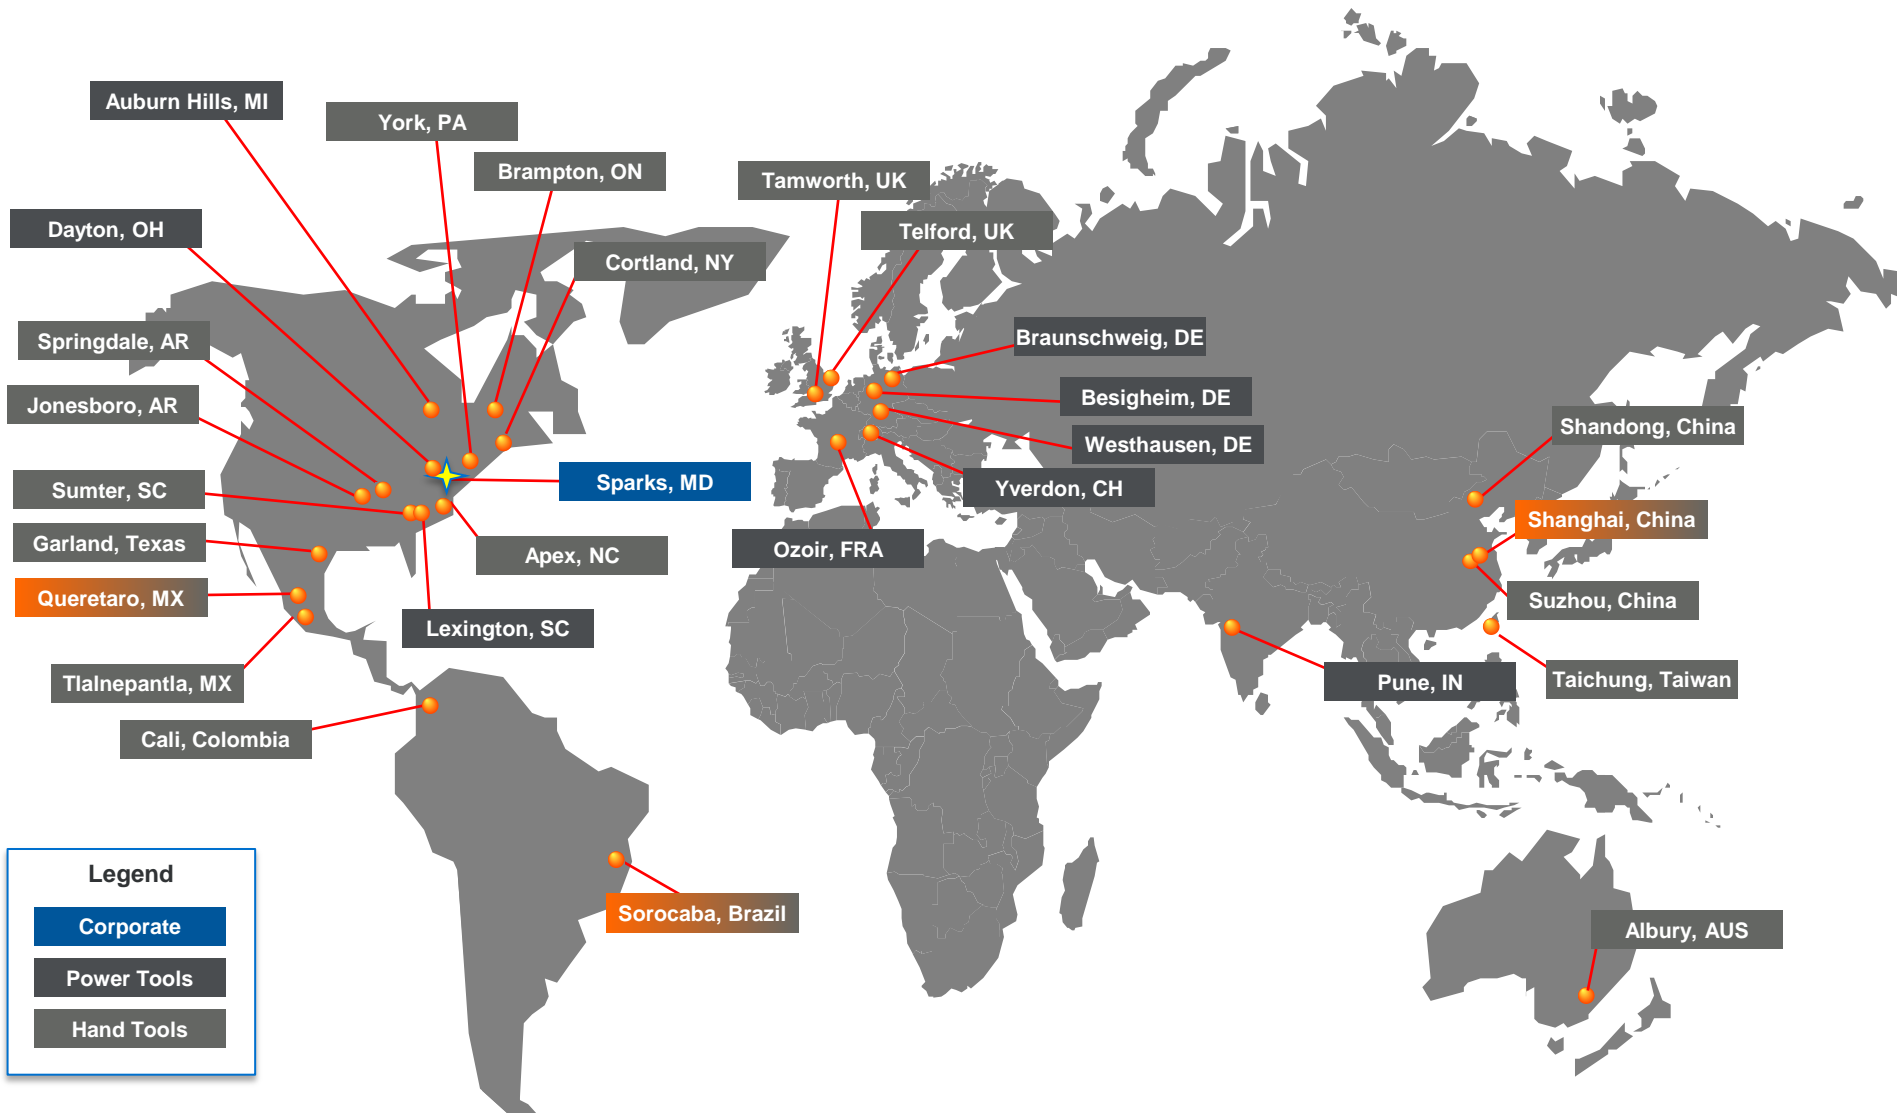 Auburn Hills, MI
York, PA
Brampton, ON
Tamworth, UK
Dayton, OH
Telford, UK
Cortland, NY
Springdale, AR
Braunschweig, DE
Jonesboro, AR
Besigheim, DE
Shandong, China
Westhausen, DE
Sumter, SC
Sparks, MD
Yverdon, CH
Shanghai, China
Garland, Texas
Apex, NC
Ozoir, FRA
Queretaro, MX
Suzhou, China
Lexington, SC
Tlalnepantla, MX
Pune, IN
Taichung, Taiwan
Cali, Colombia
Sorocaba, Brazil
Albury, AUS
Legend
Corporate
Power Tools
Hand Tools